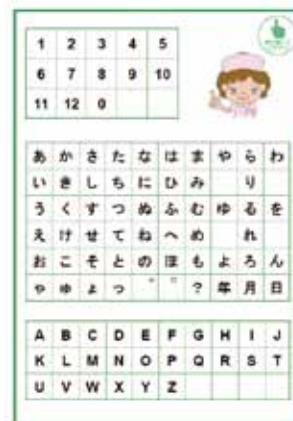 1 2 3 4 5
6 7 8 9 10
11 12 0
あ か さ た な は ま や ら わ
い き し ち に ひ み り
う く す つ ぬ ふ む ゆ る を
え け せ て ね へ め れ
お こ そ と の ほ も よ ろ ん
ゃ ゅ ょ っ ゛ ゜ ? 年 月 日
A B C D E F G H I J
K L M N O P Q R S T
U V W X Y Z